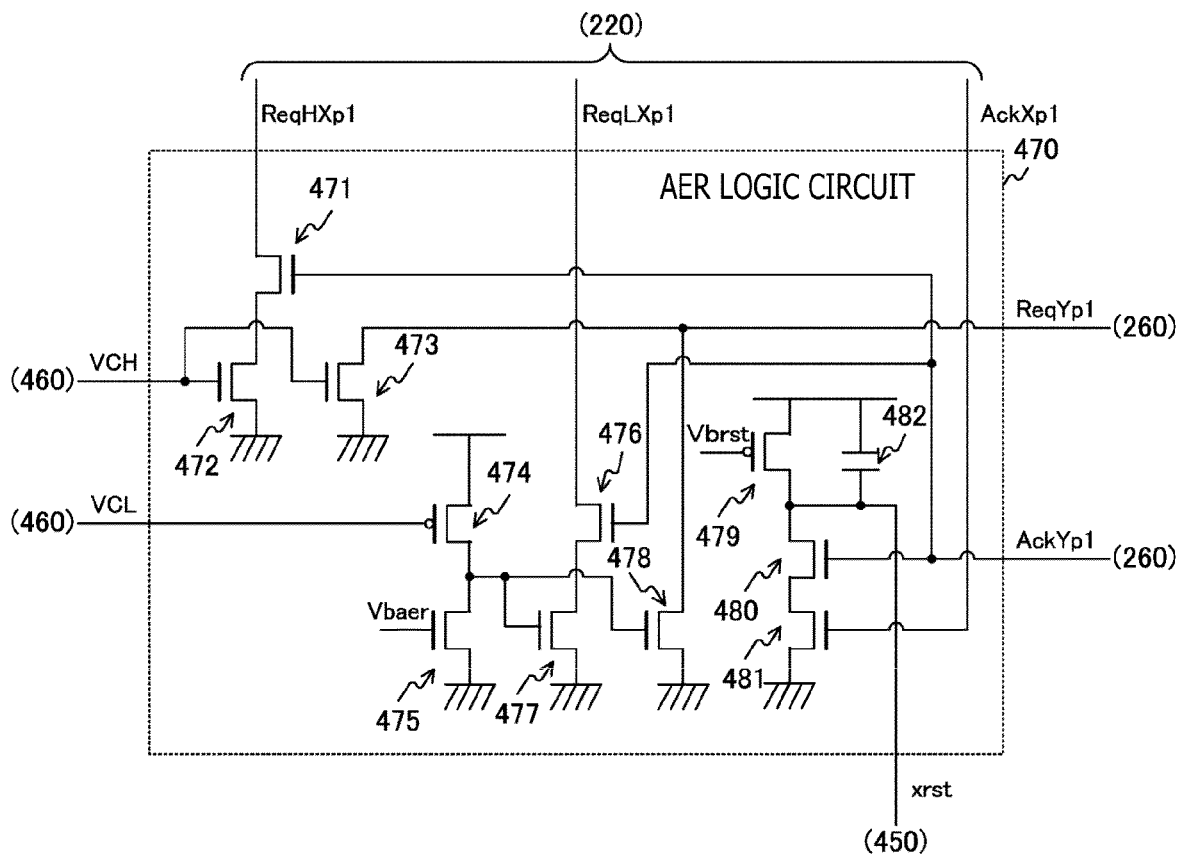 (220)
ReqHXp1
ReqLXp1
AckXp1
470
AER LOGIC CIRCUIT
471
ReqYp1
(260)
473
VCH
(460)
472
482
Vbrst
476
474
VCL
(460)
479
478
AckYp1
(260)
480
Vbaer
481
475
477
xrst
(450)